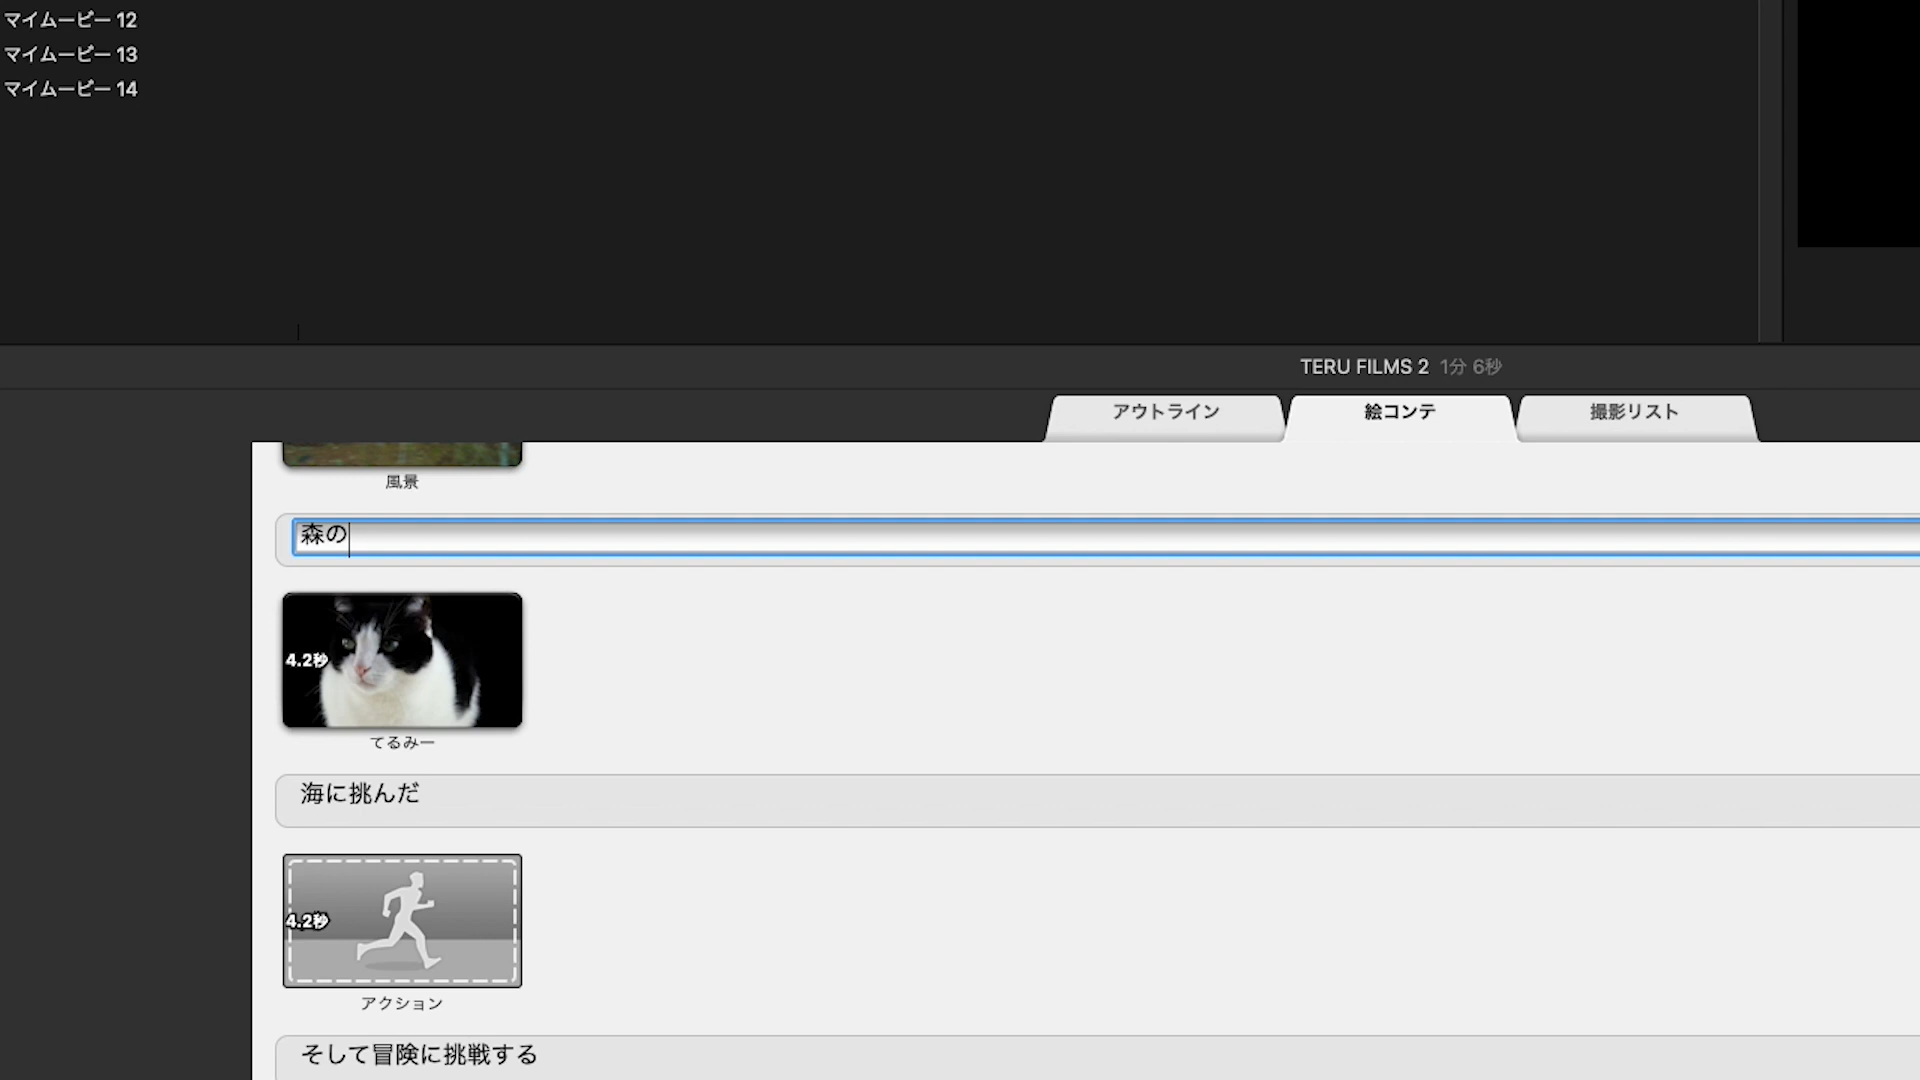 マイムービー 12
マイムービー 13
マイムービー 14
TERU FILMS 2 1分 6秒
アウトライン
絵コンテ
撮影リスト
風景
森の
4.2秒
てるみー
海に挑んだ
4.2秒
アクション
そして冒険に挑戦する